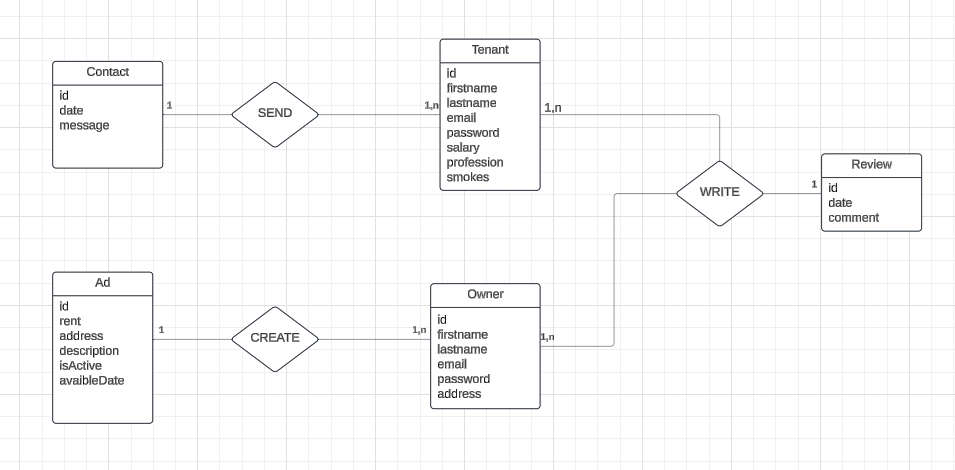 Contact
id
date
message
1
SEND
1,n
Tenant
id
firstname
lastname
email
password
salary
profession
smokes
1,n
WRITE
1
Review
id
date
comment
Ad
id
rent
address
description
isActive
avaibleDate
1
CREATE
1,n
Owner
id
firstname
lastname
email
password
address
1,n